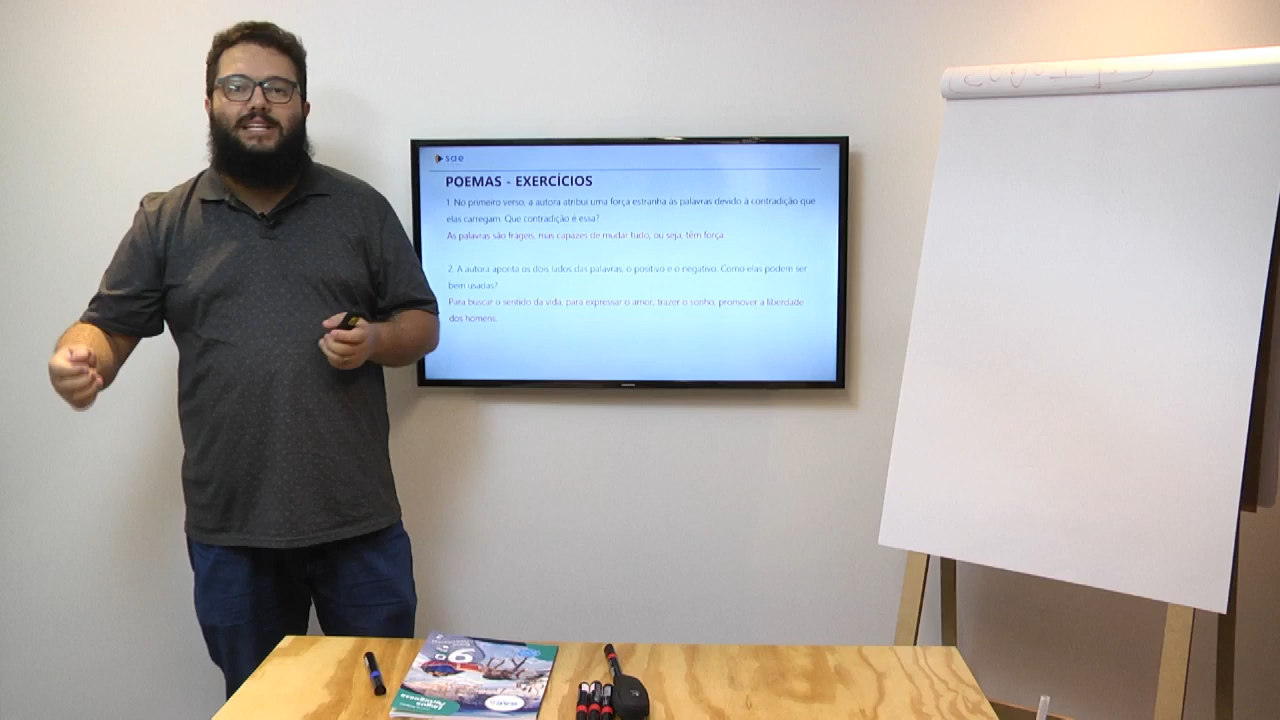 sae
POEMAS - EXERCÍCIOS
1. No primeiro verso, a autora atribui uma força estranha às palavras devido à contradição que
elas carregam. Que contradição é essa?
As palavras são frágeis, mas capazes de mudar tudo, ou seja, têm força.
2. A autora aponta os dois lados das palavras, o positivo e o negativo. Como elas podem ser
bem usadas?
Para buscar o sentido da vida, para expressar o amor, trazer o sonho, promover a liberdade
dos homens.
6
Língua
Portuguesa